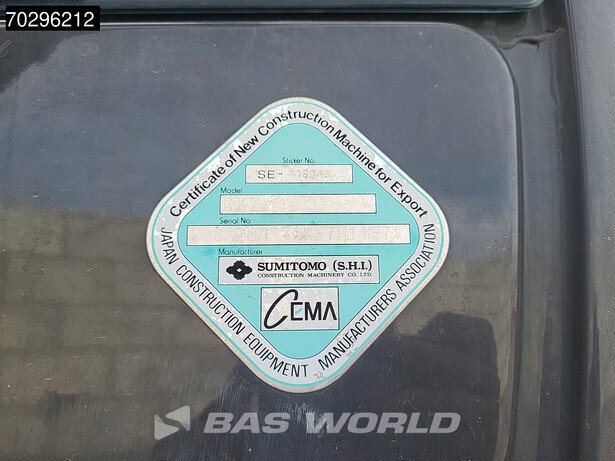 70296212
Certificate of New Construction Machine for Export
Sticker No.
SE-
Model
Serial No.
Manufacturer
SUMITOMO (S.H.I.)
CONSTRUCTION MACHINERY CO. LTD.
CEMA
JAPAN CONSTRUCTION EQUIPMENT MANUFACTURERS ASSOCIATION
BAS WORLD